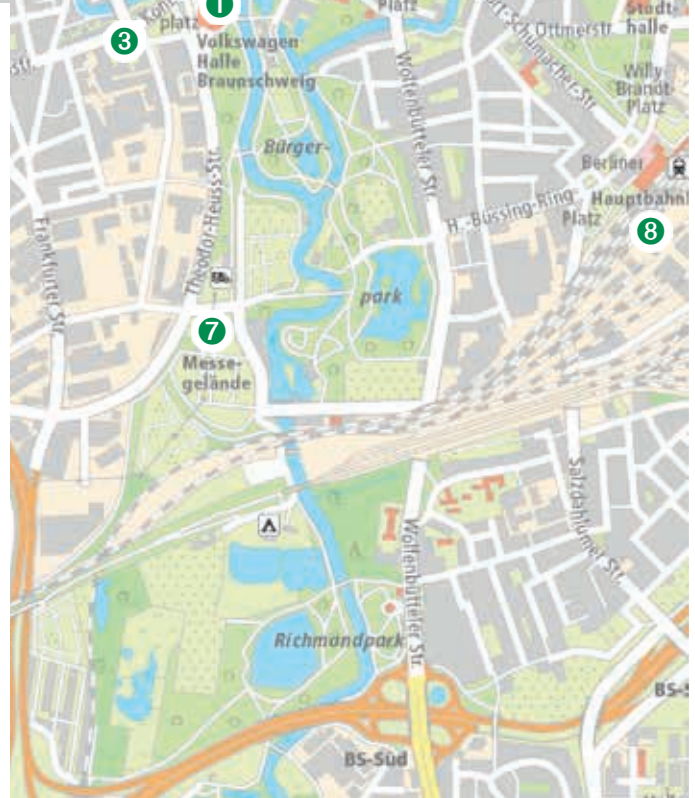 1
Platz
Stadt-
halle
3
platz
Ottmerstr.
Volkswagen
Halle
Braunschweig
Willy
Brandt-
Platz
Wolfenbütteler Str.
Bürger-
Berliner
Platz
H.-Büssing-Ring
8
Theodor-Heuss-Str.
Frankfurter Str.
park
7
Messe-
gelände
Salzdahlumer Str.
Wolfenbütteler Str.
Richmondpark
BS-Süd